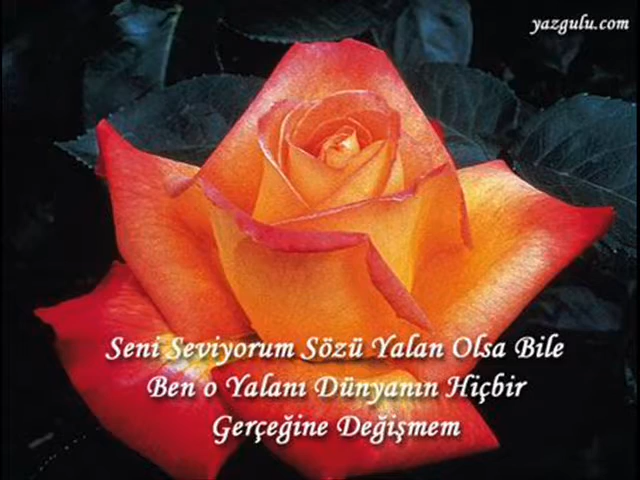 yazgulu.com
Seni Seviyorum Sözü Yalan Olsa Bile
Ben o Yalanı Dünyanın Hiçbir
Gerçeğine Değişmem